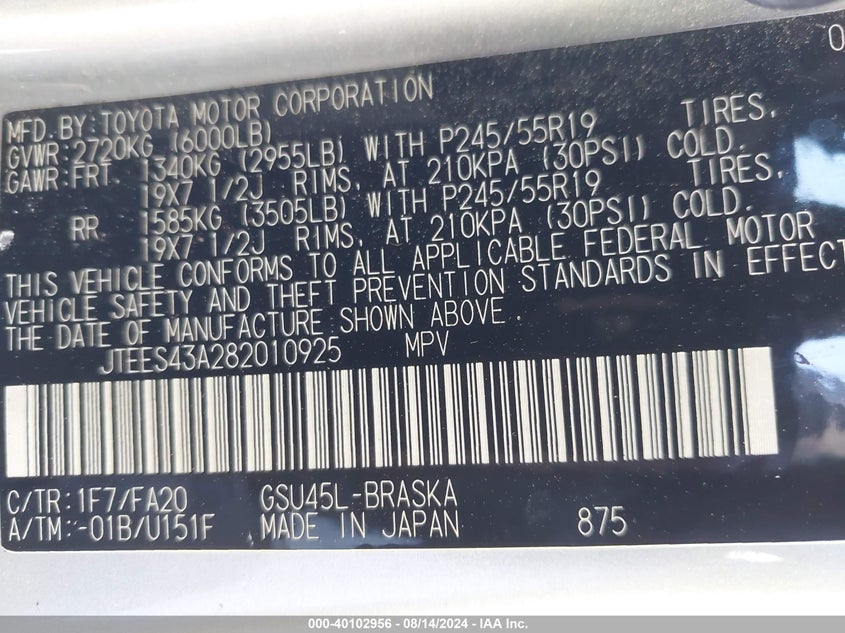 0
MFD. BY: TOYOTA MOTOR CORPORATION
GVWR: 2720KG (6000LB)
GAWR: FRT 1340KG (2955LB) WITH P245/55R19 TIRES,
19X7 1/2J RIMS, AT 210KPA (30PSI) COLD.
RR 1585KG (3505LB) WITH P245/55R19 TIRES,
19X7 1/2J RIMS, AT 210KPA (30PSI) COLD.
THIS VEHICLE CONFORMS TO ALL APPLICABLE FEDERAL MOTOR
VEHICLE SAFETY AND THEFT PREVENTION STANDARDS IN EFFECT
THE DATE OF MANUFACTURE SHOWN ABOVE.
JTEES43A282010925 MPV
C/TR: 1F7/FA20 GSU45L-BRASKA
A/TM: -01B/U151F MADE IN JAPAN 875
000-40102956 - 08/14/2024 - IAA Inc.